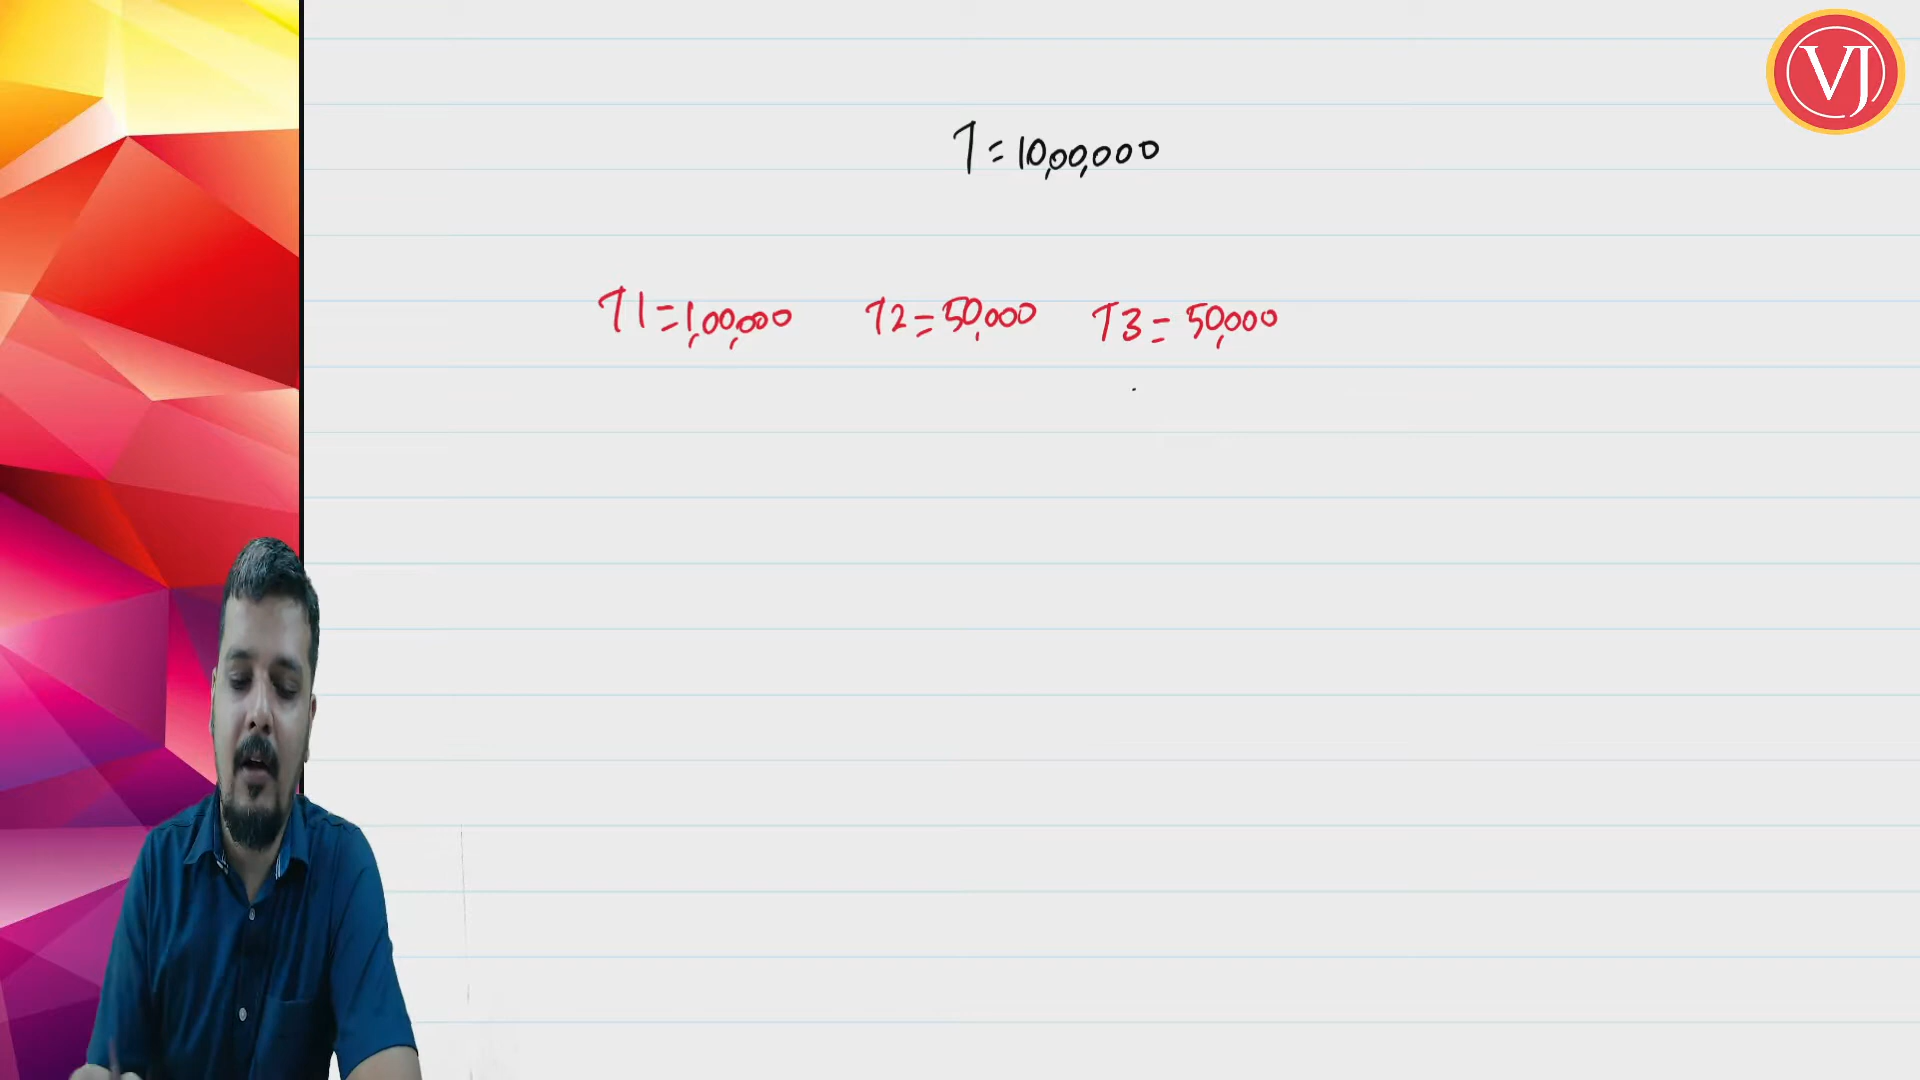 VJ
T = 10,00,000
T1 = 1,00,000 T2 = 50,000 T3 = 50,000